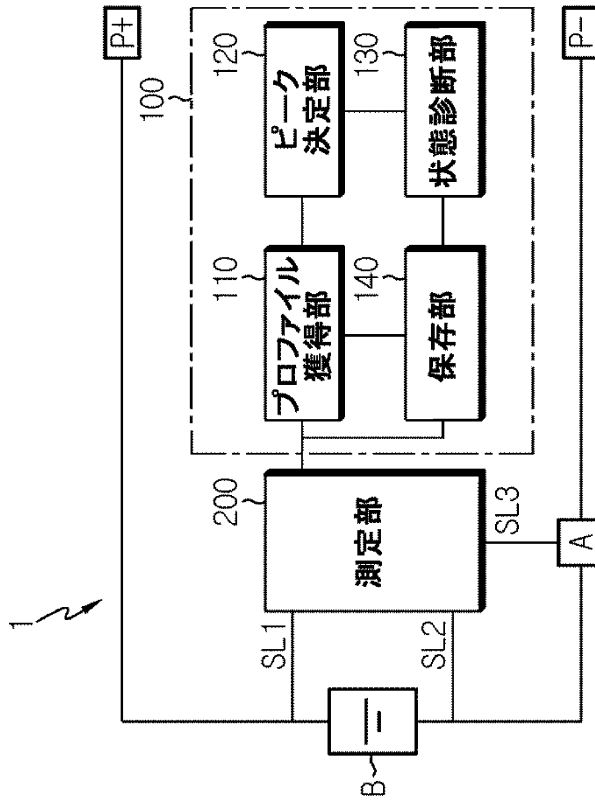 1
P+
100
110
プロファイル
獲得部
120
ピーク
決定部
200
測定部
140
保存部
130
状態診断部
SL1
SL2
SL3
B
A
P-